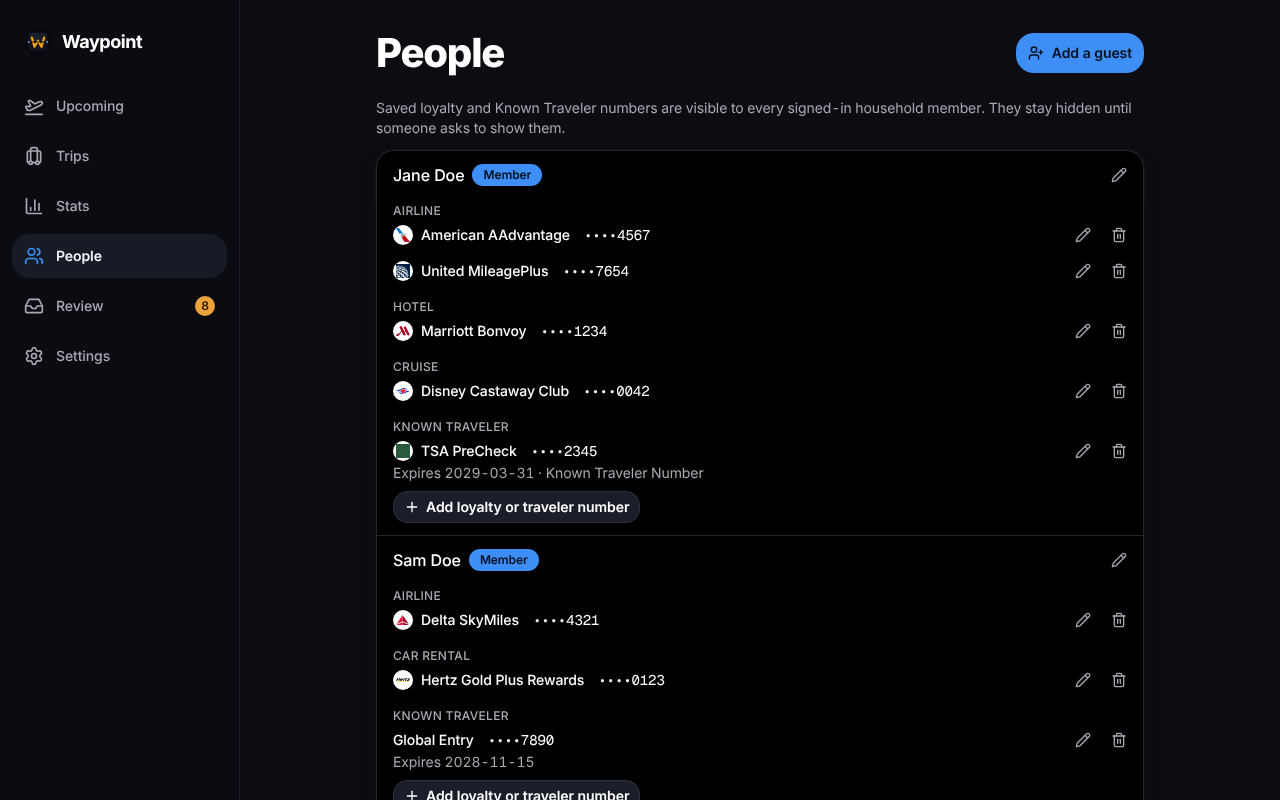 Waypoint
Upcoming
Trips
Stats
People
Review 8
Settings
People
Add a guest
Saved loyalty and Known Traveler numbers are visible to every signed-in household member. They stay hidden until
someone asks to show them.
Jane Doe Member
AIRLINE
American AAdvantage ••••4567
United MileagePlus ••••7654
HOTEL
Marriott Bonvoy ••••1234
CRUISE
Disney Castaway Club ••••0042
KNOWN TRAVELER
TSA PreCheck ••••2345
Expires 2029-03-31 · Known Traveler Number
+ Add loyalty or traveler number
Sam Doe Member
AIRLINE
Delta SkyMiles ••••4321
CAR RENTAL
Hertz Hertz Gold Plus Rewards ••••0123
KNOWN TRAVELER
Global Entry ••••7890
Expires 2028-11-15
+ Add loyalty or traveler number